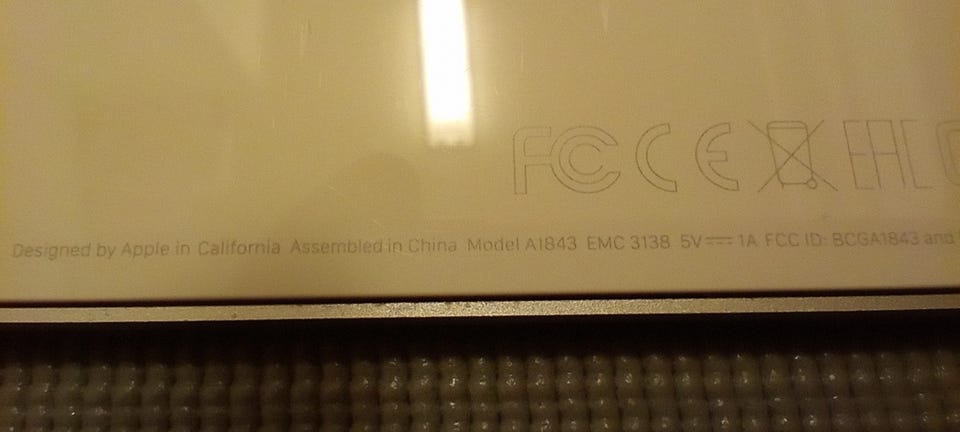 FC CE EAC
Designed by Apple in California Assembled in China Model A1843 EMC 3138 5V⎓1A FCC ID: BCGA1843 and